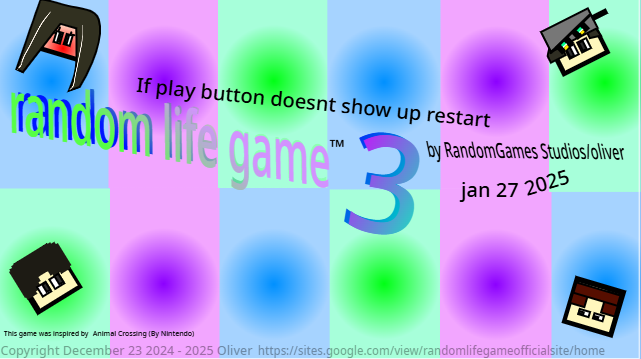 If play button doesnt show up restart
random life game™ 3
by RandomGames Studios/oliver
jan 27 2025
This game was inspired by Animal Crossing (By Nintendo)
Copyright December 23 2024 - 2025 Oliver https://sites.google.com/view/randomlifegameofficialsite/home